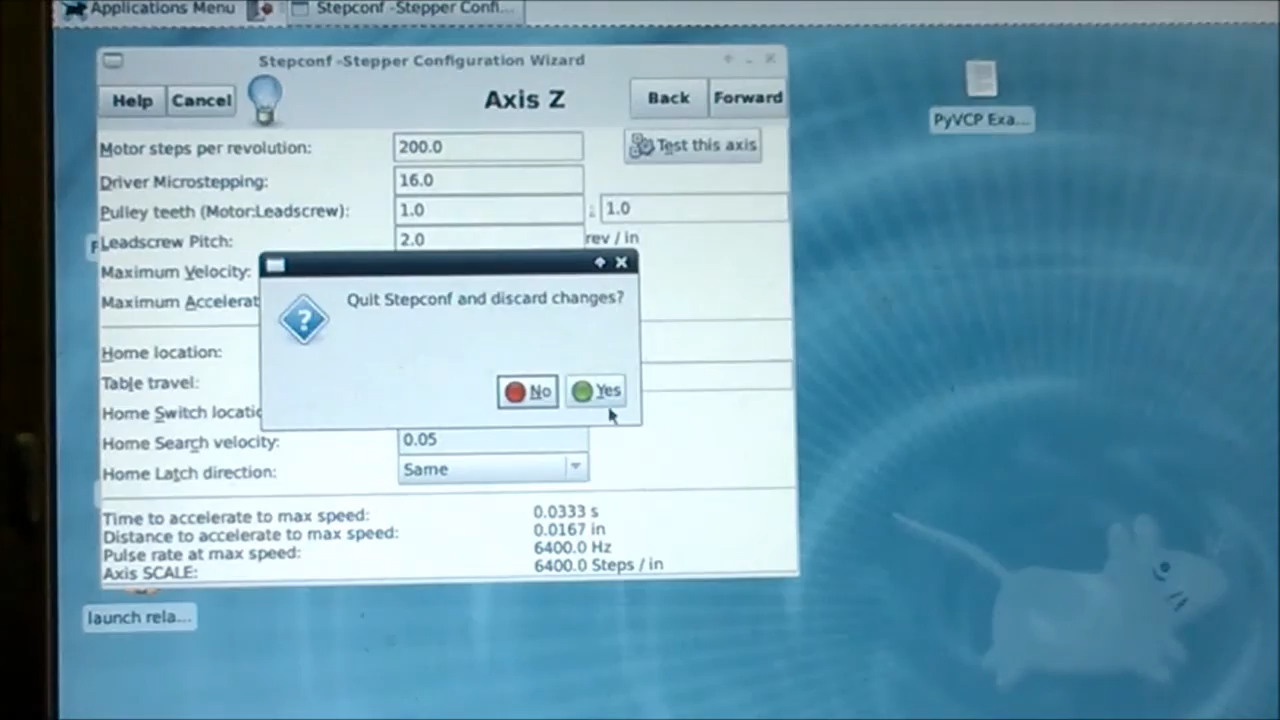 Applications Menu
Stepconf -Stepper Confi...
Stepconf -Stepper Configuration Wizard
Help Cancel Axis Z Back Forward
PyVCP Exa...
Motor steps per revolution: 200.0 Test this axis
Driver Microstepping: 16.0
Pulley teeth (Motor:Leadscrew): 1.0 : 1.0
Leadscrew Pitch: 2.0 rev / in
Maximum Velocity:
Maximum Accelerat
Quit Stepconf and discard changes?
No Yes
Home location:
Table travel:
Home Switch locatio
Home Search velocity: 0.05
Home Latch direction: Same
Time to accelerate to max speed: 0.0333 s
Distance to accelerate to max speed: 0.0167 in
Pulse rate at max speed: 6400.0 Hz
Axis SCALE: 6400.0 Steps / in
launch rela...